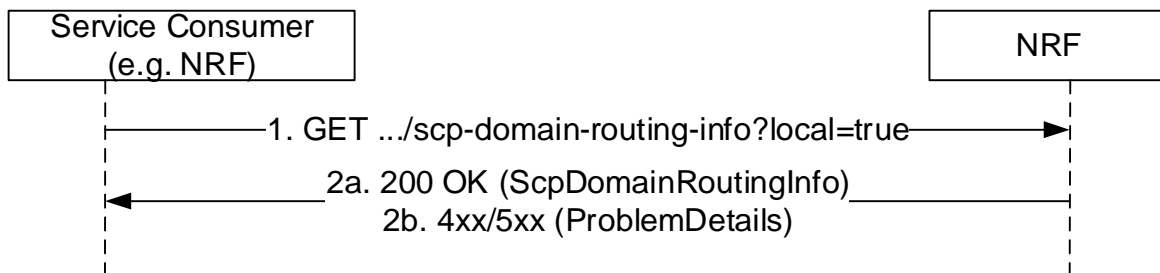 Service Consumer
(e.g. NRF)
NRF
1. GET .../scp-domain-routing-info?local=true
2a. 200 OK (ScpDomainRoutingInfo)
2b. 4xx/5xx (ProblemDetails)